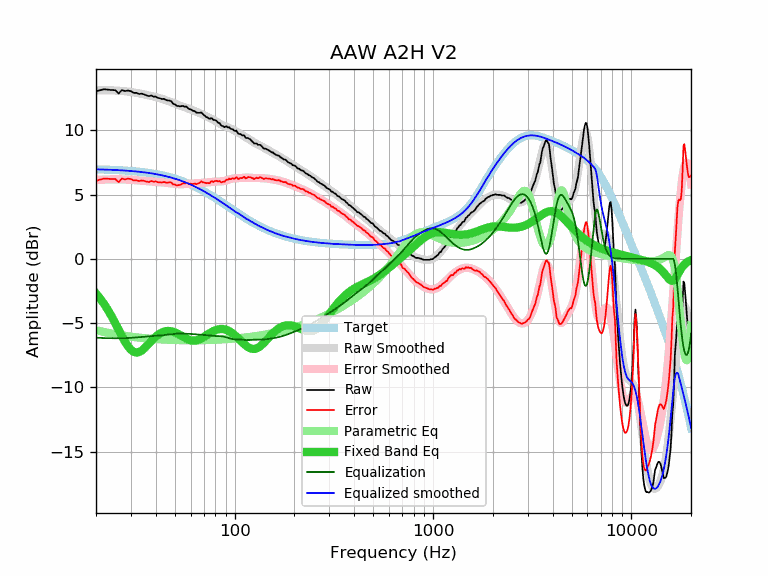 AAW A2H V2
Amplitude (dBr)
10
5
0
−5
−10
−15
Target
Raw Smoothed
Error Smoothed
Raw
Error
Parametric Eq
Fixed Band Eq
Equalization
Equalized smoothed
100
1000
10000
Frequency (Hz)